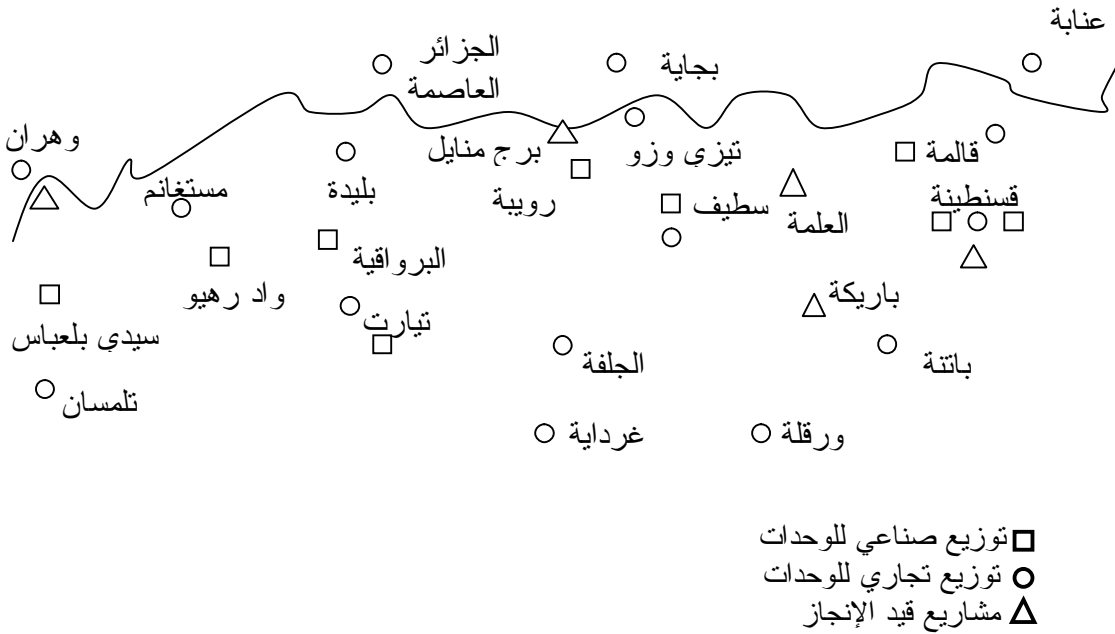 عنابة
الجزائر
العاصمة
بجاية
وهران
برج منايل
تيزي وزو
قالمة
مستغانم
بليدة
رويبة
سطيف
العلمة
قسنطينة
البرواقية
واد رهيو
باريكة
تيارت
سيدي بلعباس
الجلفة
باتنة
تلمسان
غرداية
ورقلة
توزيع صناعي للوحدات
توزيع تجاري للوحدات
مشاريع قيد الإنجاز